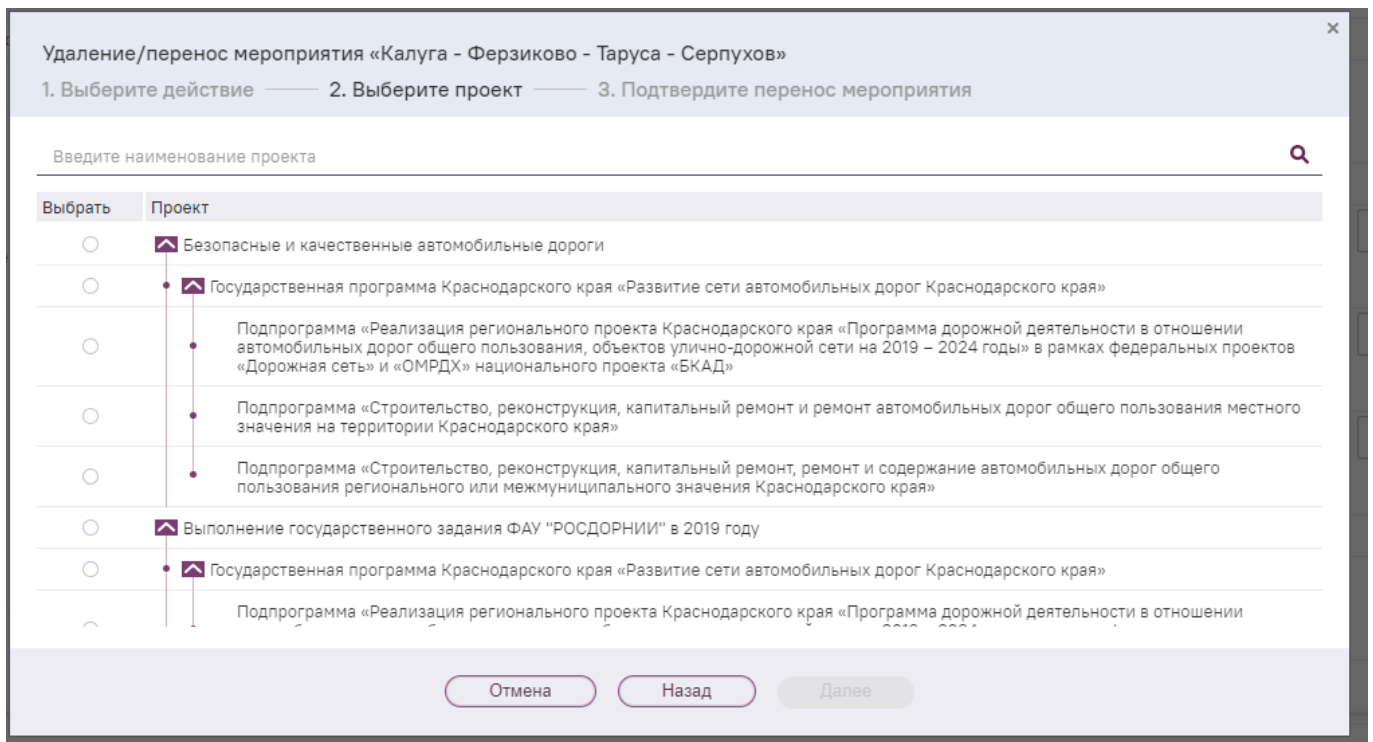 Удаление/перенос мероприятия «Калуга - Ферзиково - Таруса - Серпухов»
1. Выберите действие 2. Выберите проект 3. Подтвердите перенос мероприятия
Введите наименование проекта
Выбрать Проект
Безопасные и качественные автомобильные дороги
Государственная программа Краснодарского края «Развитие сети автомобильных дорог Краснодарского края»
Подпрограмма «Реализация регионального проекта Краснодарского края «Программа дорожной деятельности в отношении
автомобильных дорог общего пользования, объектов улично-дорожной сети на 2019 – 2024 годы» в рамках федеральных проектов
«Дорожная сеть» и «ОМРДХ» национального проекта «БКАД»
Подпрограмма «Строительство, реконструкция, капитальный ремонт и ремонт автомобильных дорог общего пользования местного
значения на территории Краснодарского края»
Подпрограмма «Строительство, реконструкция, капитальный ремонт, ремонт и содержание автомобильных дорог общего
пользования регионального или межмуниципального значения Краснодарского края»
Выполнение государственного задания ФАУ "РОСДОРНИИ" в 2019 году
Государственная программа Краснодарского края «Развитие сети автомобильных дорог Краснодарского края»
Подпрограмма «Реализация регионального проекта Краснодарского края «Программа дорожной деятельности в отношении
Отмена Назад Далее